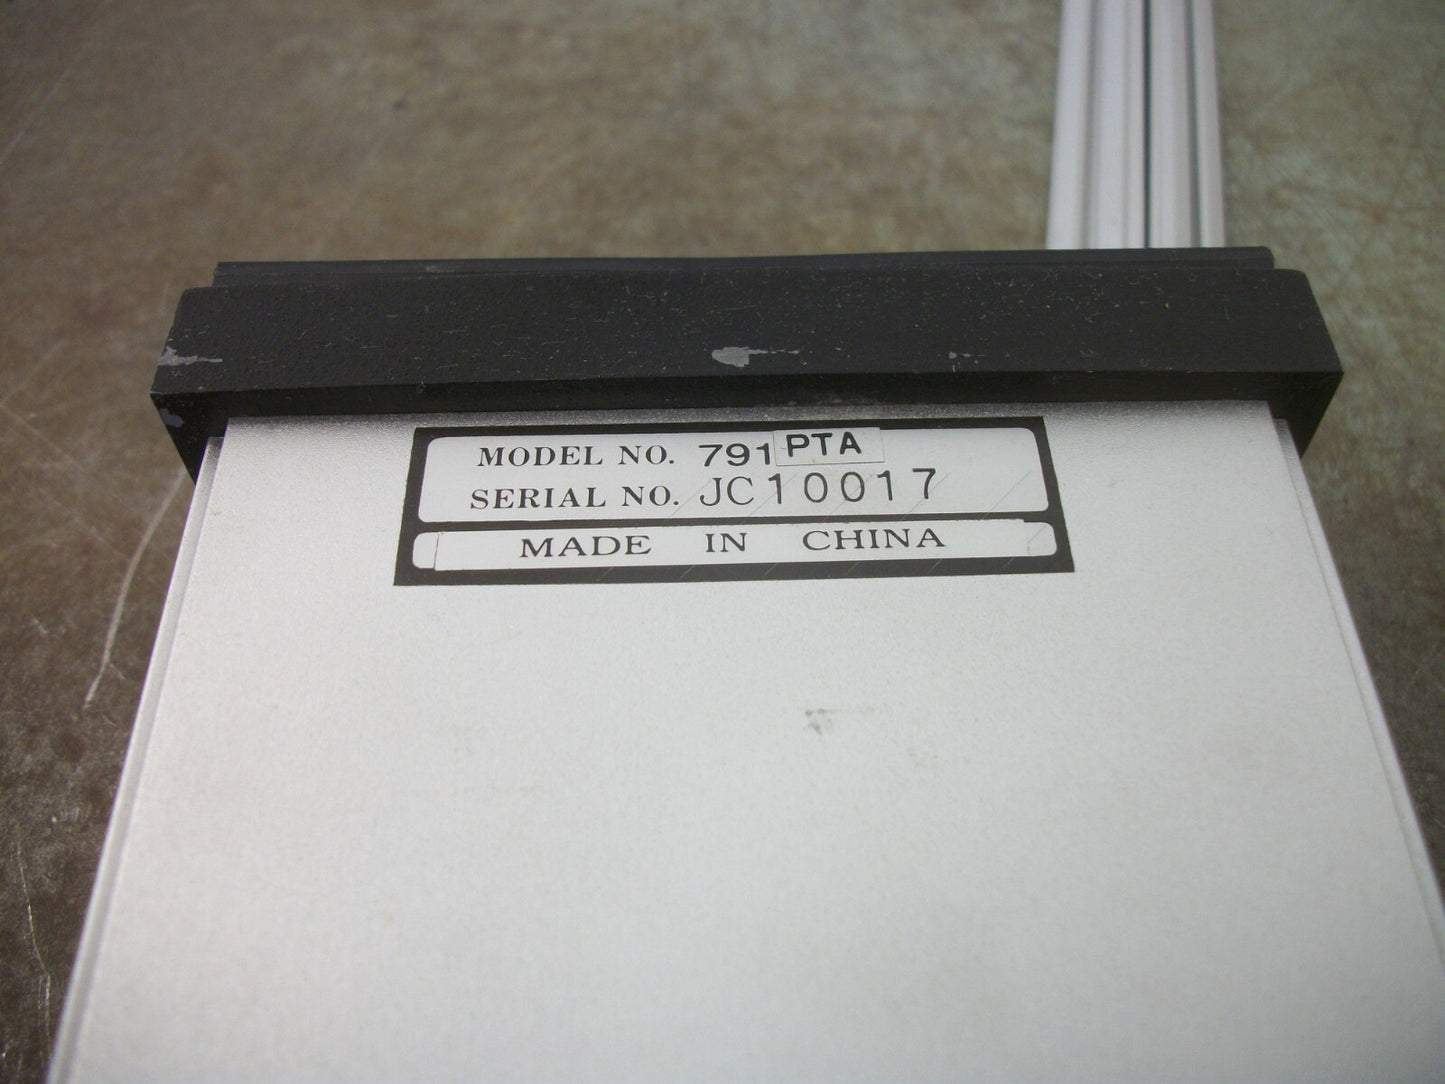 MODEL NO. 791PTA
SERIAL NO. JC10017
MADE IN CHINA